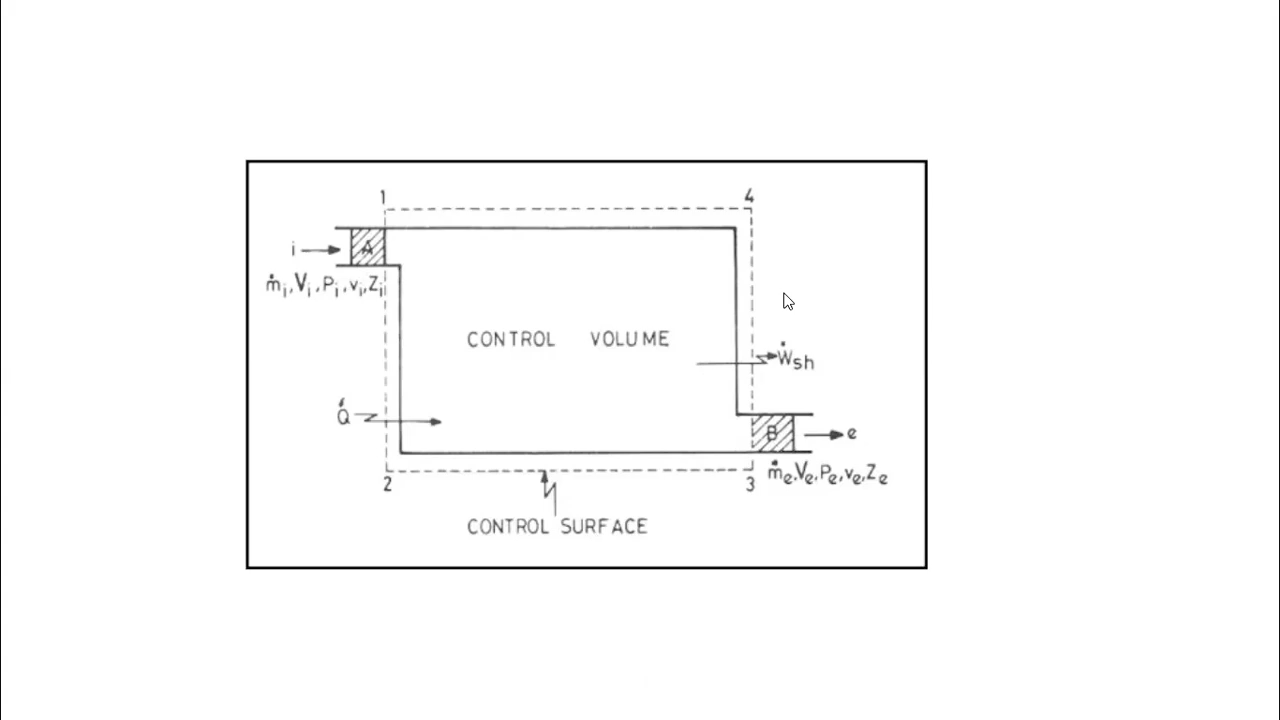 1 4
i A
ṁi, Vi, Pi, vi, Zi
CONTROL VOLUME
Ẇsh
Q̇
B e
2 3 ṁe, Ve, Pe, ve, Ze
CONTROL SURFACE